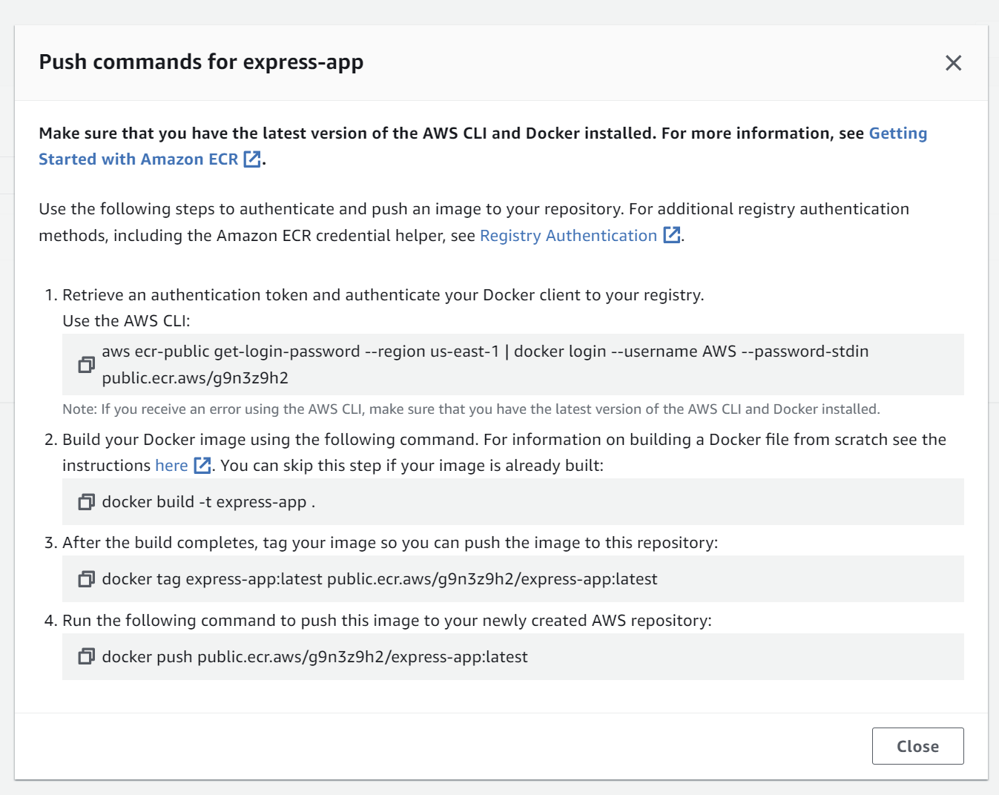 Push commands for express-app
Make sure that you have the latest version of the AWS CLI and Docker installed. For more information, see Getting
Started with Amazon ECR.
Use the following steps to authenticate and push an image to your repository. For additional registry authentication
methods, including the Amazon ECR credential helper, see Registry Authentication.
1. Retrieve an authentication token and authenticate your Docker client to your registry.
Use the AWS CLI:
aws ecr-public get-login-password --region us-east-1 | docker login --username AWS --password-stdin
public.ecr.aws/g9n3z9h2
Note: If you receive an error using the AWS CLI, make sure that you have the latest version of the AWS CLI and Docker installed.
2. Build your Docker image using the following command. For information on building a Docker file from scratch see the
instructions here. You can skip this step if your image is already built:
docker build -t express-app .
3. After the build completes, tag your image so you can push the image to this repository:
docker tag express-app:latest public.ecr.aws/g9n3z9h2/express-app:latest
4. Run the following command to push this image to your newly created AWS repository:
docker push public.ecr.aws/g9n3z9h2/express-app:latest
Close